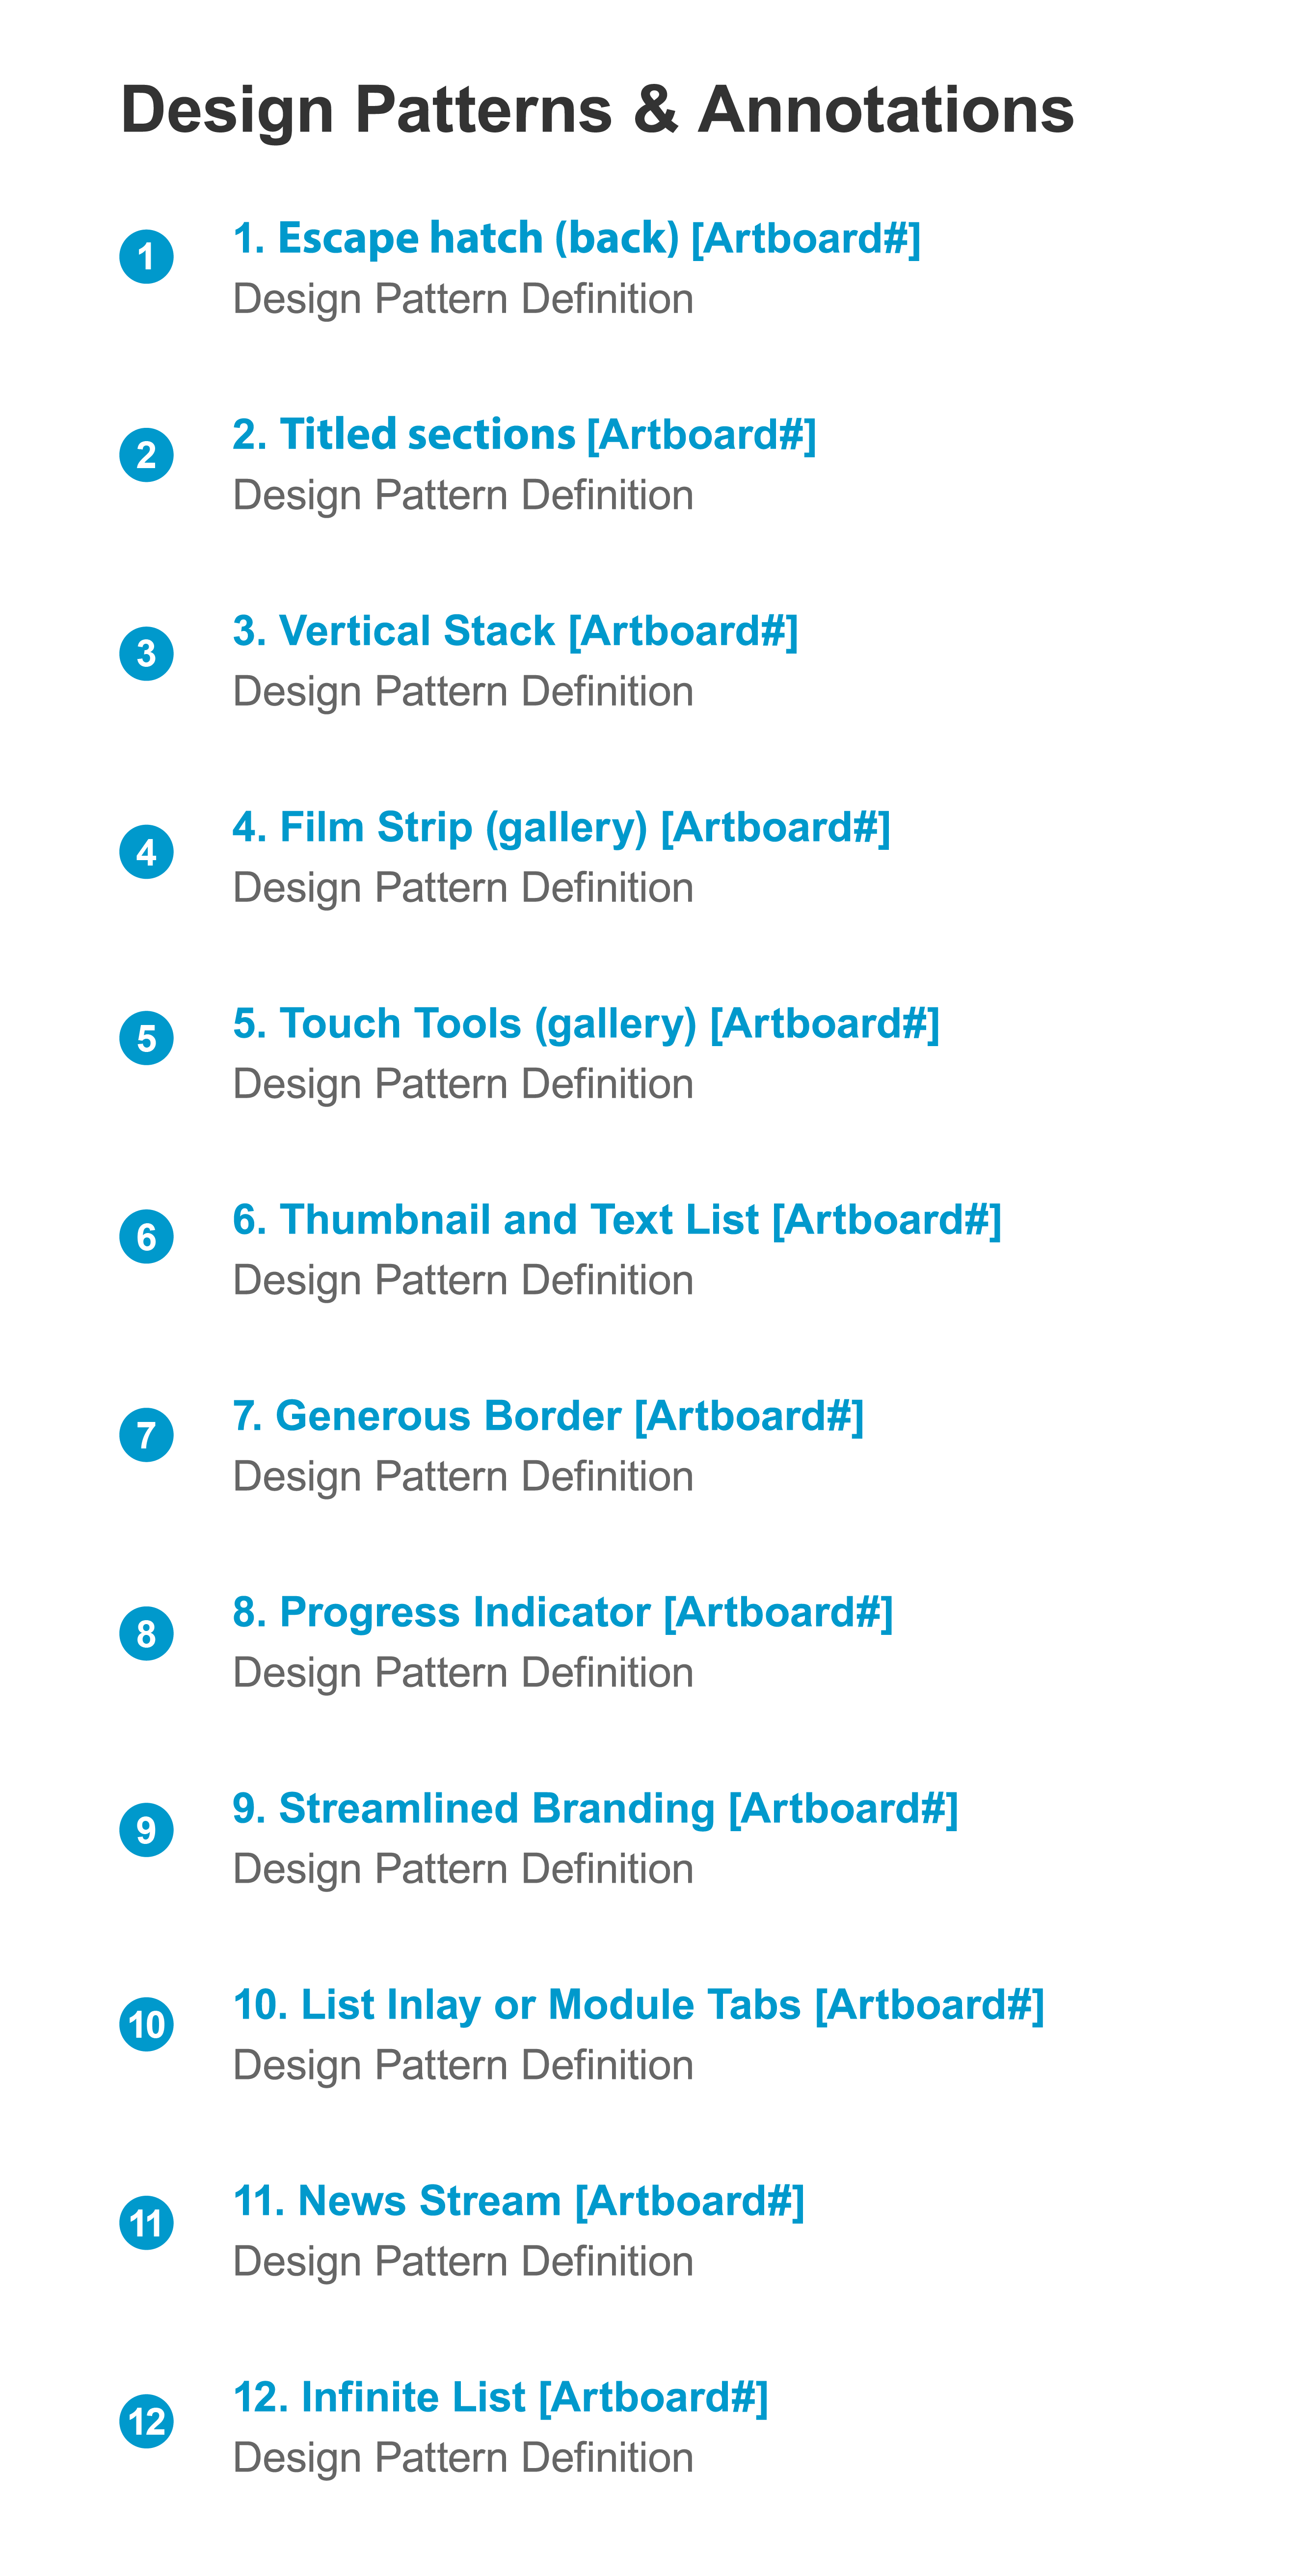 Design Patterns & Annotations
1
1. Escape hatch (back) [Artboard#]
Design Pattern Definition
2
2. Titled sections [Artboard#]
Design Pattern Definition
3
3. Vertical Stack [Artboard#]
Design Pattern Definition
4
4. Film Strip (gallery) [Artboard#]
Design Pattern Definition
5
5. Touch Tools (gallery) [Artboard#]
Design Pattern Definition
6
6. Thumbnail and Text List [Artboard#]
Design Pattern Definition
7
7. Generous Border [Artboard#]
Design Pattern Definition
8
8. Progress Indicator [Artboard#]
Design Pattern Definition
9
9. Streamlined Branding [Artboard#]
Design Pattern Definition
10
10. List Inlay or Module Tabs [Artboard#]
Design Pattern Definition
11
11. News Stream [Artboard#]
Design Pattern Definition
12
12. Infinite List [Artboard#]
Design Pattern Definition